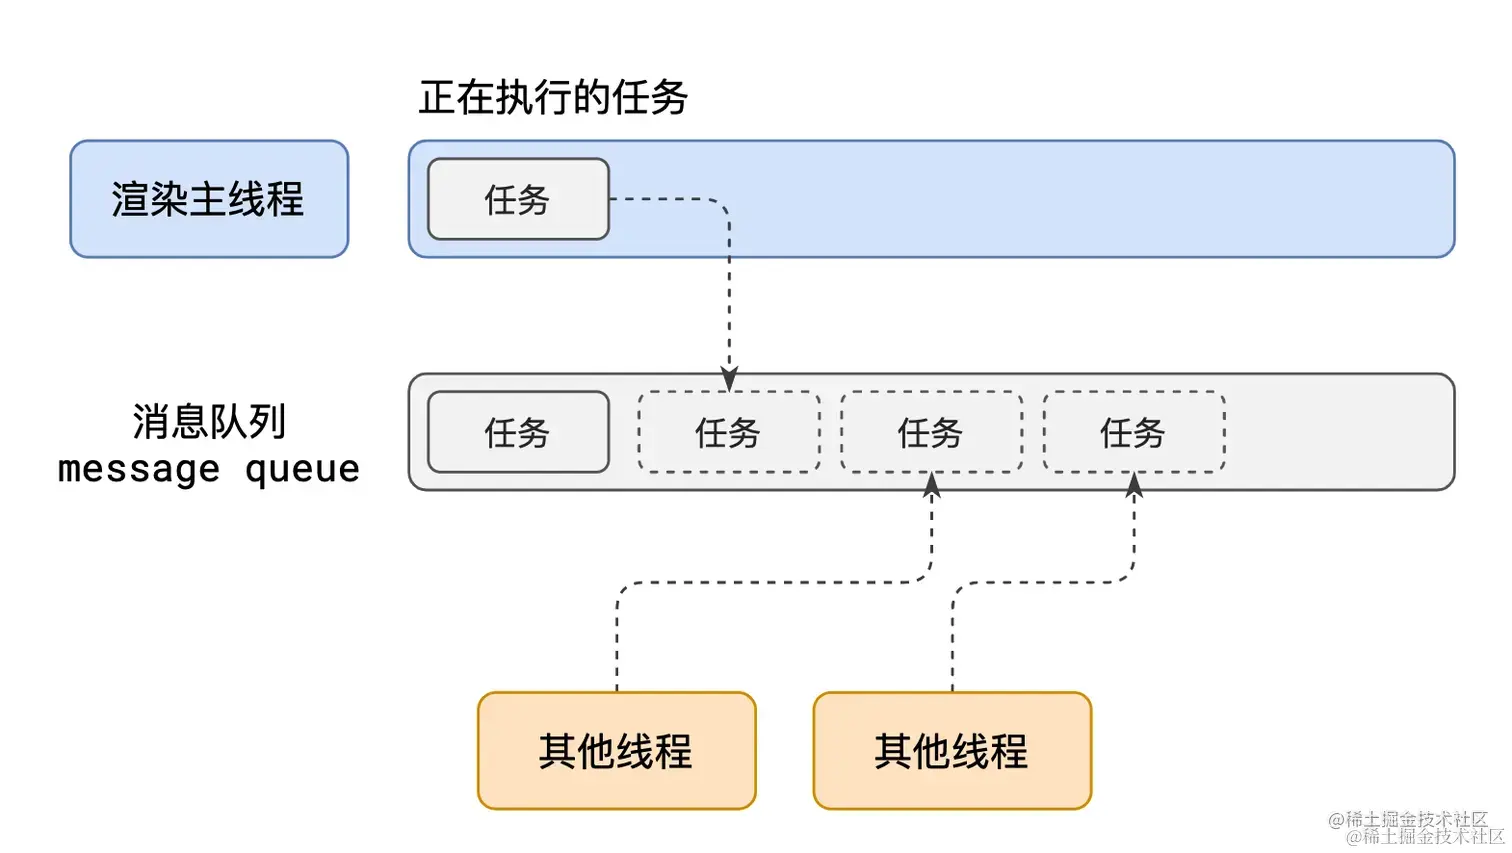 正在执行的任务
渲染主线程
任务
消息队列
message queue
任务
任务
任务
任务
其他线程
其他线程
@稀土掘金技术社区
@稀土掘金技术社区